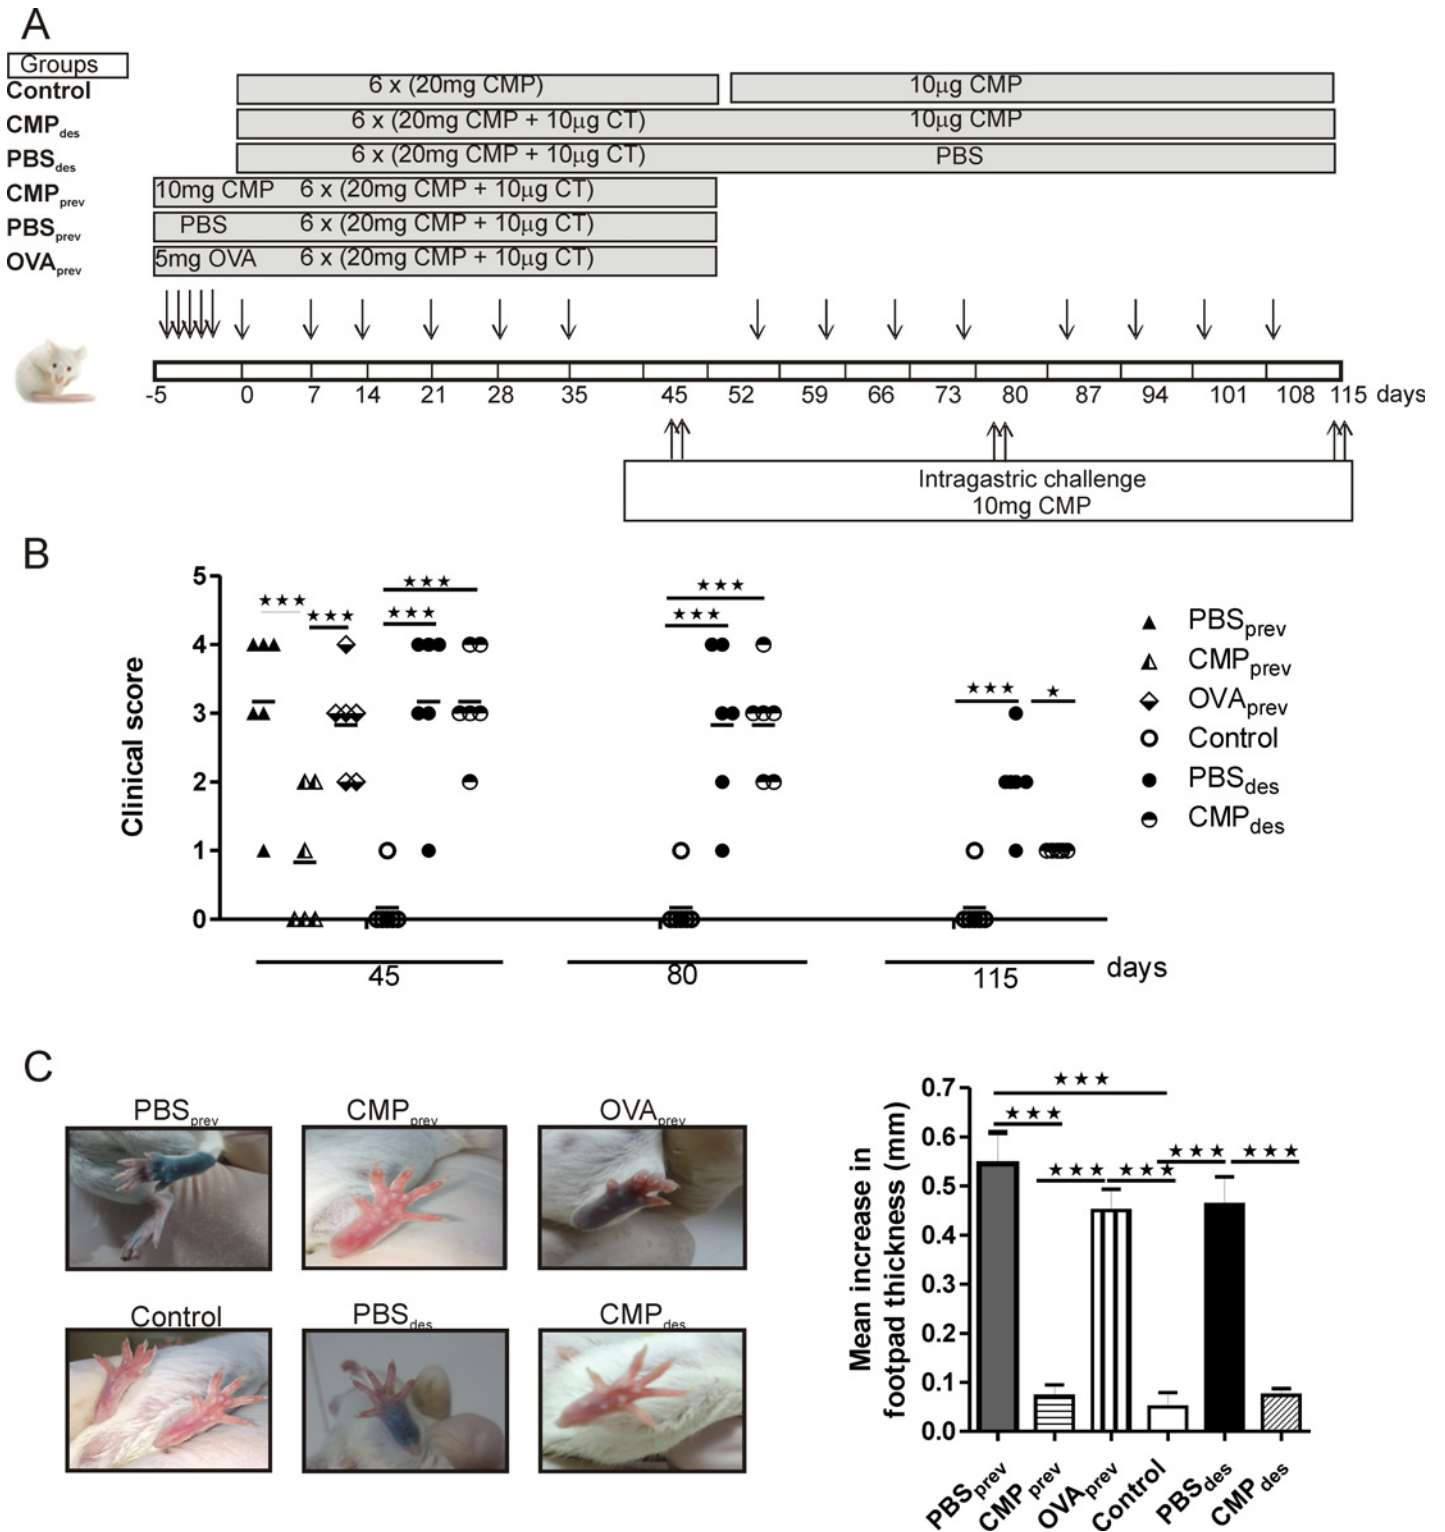 A
Groups
Control 6 x (20mg CMP) 10µg CMP
CMPdes 6 x (20mg CMP + 10µg CT) 10µg CMP
PBSdes 6 x (20mg CMP + 10µg CT) PBS
CMPprev 10mg CMP 6 x (20mg CMP + 10µg CT)
PBSprev PBS 6 x (20mg CMP + 10µg CT)
OVAprev 5mg OVA 6 x (20mg CMP + 10µg CT)
-5 0 7 14 21 28 35 45 52 59 66 73 80 87 94 101 108 115 days
Intragastric challenge
10mg CMP
B
Clinical score
5
4
3
2
1
0
★★★
★★★
★★★
★★★
★★★
★★★
★★★
★
45 80 115 days
PBSprev
CMPprev
OVAprev
Control
PBSdes
CMPdes
C
PBSprev CMPprev OVAprev
Control PBSdes CMPdes
Mean increase in
footpad thickness (mm)
0.7
0.6
0.5
0.4
0.3
0.2
0.1
0.0
★★★
★★★
★★★ ★★★
★★★ ★★★
PBSprev CMPprev OVAprev Control PBSdes CMPdes